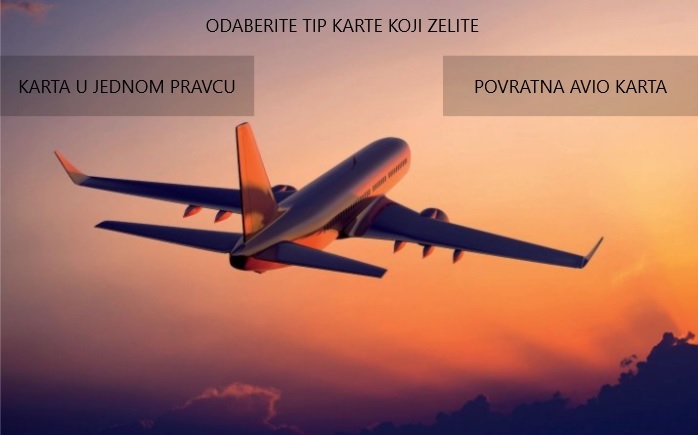 ODABERITE TIP KARTE KOJI ZELITE
KARTA U JEDNOM PRAVCU
POVRATNA AVIO KARTA